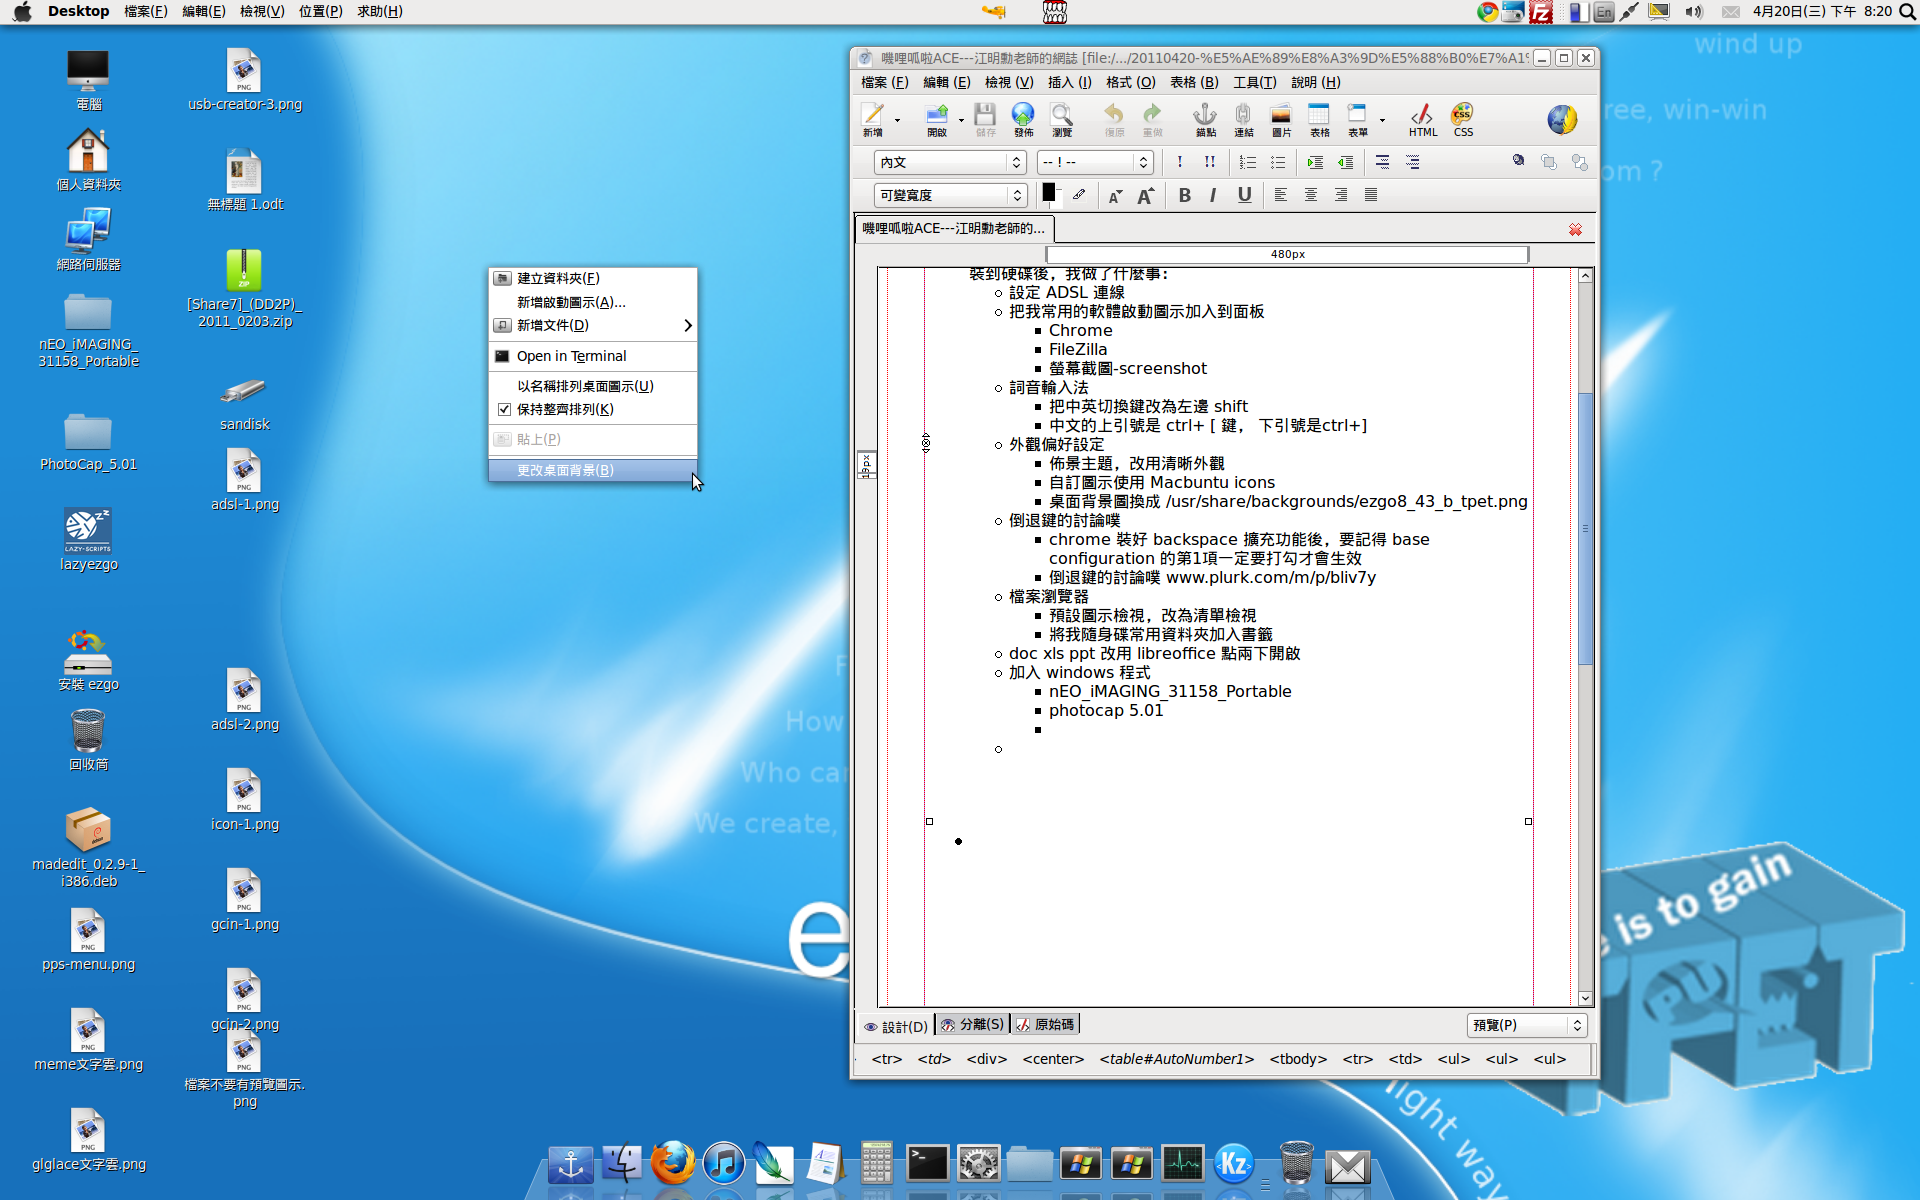 Desktop 檔案(F) 編輯(E) 檢視(V) 位置(P) 求助(H)
En 4月20日(三) 下午 8:20
電腦
個人資料夾
網路伺服器
nEO_iMAGING_
31158_Portable
PhotoCap_5.01
LAZY-SCRIPTS
lazyezgo
安裝 ezgo
回收筒
madedit_0.2.9-1_
i386.deb
PNG
pps-menu.png
PNG
meme文字雲.png
PNG
glglace文字雲.png
PNG
usb-creator-3.png
無標題 1.odt
ZIP
[Share7]_(DD2P)_
2011_0203.zip
sandisk
PNG
adsl-1.png
PNG
adsl-2.png
PNG
icon-1.png
PNG
gcin-1.png
PNG
gcin-2.png
PNG
檔案不要有預覽圖示.
png
建立資料夾(F)
新增啟動圖示(A)...
新增文件(D)
Open in Terminal
以名稱排列桌面圖示(U)
保持整齊排列(K)
貼上(P)
更改桌面背景(B)
嘰哩呱啦ACE---江明勳老師的網誌 [file:/.../20110420-%E5%AE%89%E8%A3%9D%E5%88%B0%E7%A1%
檔案 (F) 編輯 (E) 檢視 (V) 插入 (I) 格式 (O) 表格 (B) 工具(T) 說明 (H)
新增 開啟 儲存 發佈 瀏覽 復原 重做 錨點 連結 圖片 表格 表單 HTML CSS
內文 -- ! -- ! !!
可變寬度 A A B I U
嘰哩呱啦ACE---江明勳老師的...
480px
裝到硬碟後，我做了什麼事:
設定 ADSL 連線
把我常用的軟體啟動圖示加入到面板
Chrome
FileZilla
螢幕截圖-screenshot
詞音輸入法
把中英切換鍵改為左邊 shift
中文的上引號是 ctrl+ [ 鍵， 下引號是ctrl+]
外觀偏好設定
佈景主題，改用清晰外觀
自訂圖示使用 Macbuntu icons
桌面背景圖換成 /usr/share/backgrounds/ezgo8_43_b_tpet.png
倒退鍵的討論噗
chrome 裝好 backspace 擴充功能後，要記得 base
configuration 的第1項一定要打勾才會生效
倒退鍵的討論噗 www.plurk.com/m/p/bliv7y
檔案瀏覽器
預設圖示檢視，改為清單檢視
將我隨身碟常用資料夾加入書籤
doc xls ppt 改用 libreoffice 點兩下開啟
加入 windows 程式
nEO_iMAGING_31158_Portable
photocap 5.01
設計(D) 分離(S) 原始碼 預覽(P)
<tr> <td> <div> <center> <table#AutoNumber1> <tbody> <tr> <td> <ul> <ul> <ul>
wind up
ree, win-win
om ?
How
Who car
We create,
e
e is to gain
PET
light way
Kz